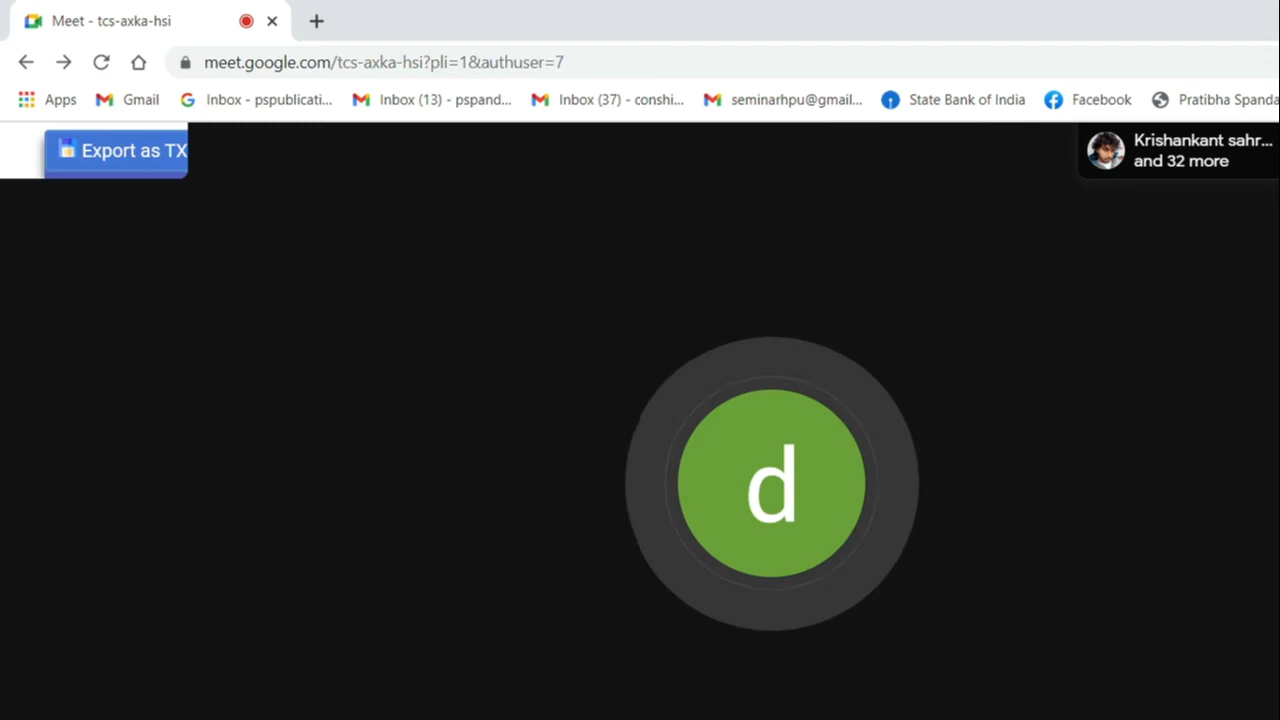 Meet - tcs-axka-hsi
meet.google.com/tcs-axka-hsi?pli=1&authuser=7
Apps Gmail Inbox - pspublicati... Inbox (13) - pspand... Inbox (37) - conshi... seminarhpu@gmail... State Bank of India Facebook Pratibha Spanda
Export as TX
Krishankant sahr...
and 32 more
d